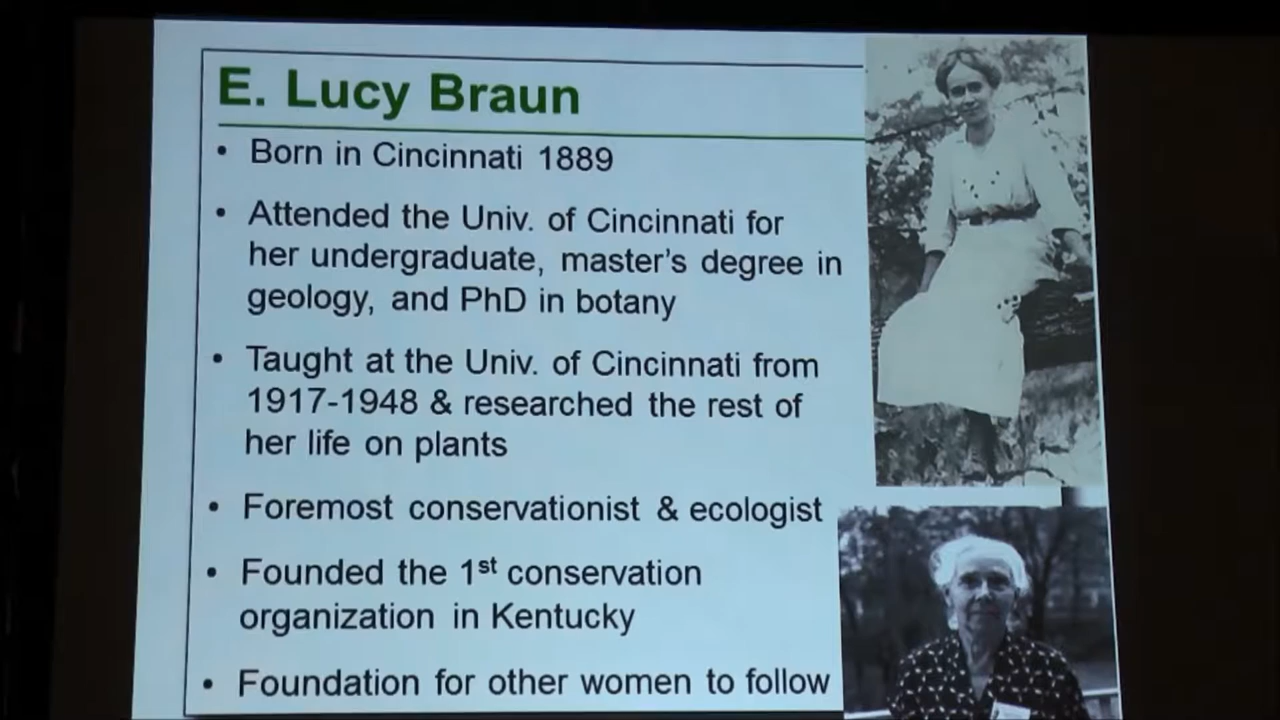 E. Lucy Braun
• Born in Cincinnati 1889
• Attended the Univ. of Cincinnati for
her undergraduate, master's degree in
geology, and PhD in botany
• Taught at the Univ. of Cincinnati from
1917-1948 & researched the rest of
her life on plants
• Foremost conservationist & ecologist
• Founded the 1st conservation
organization in Kentucky
• Foundation for other women to follow